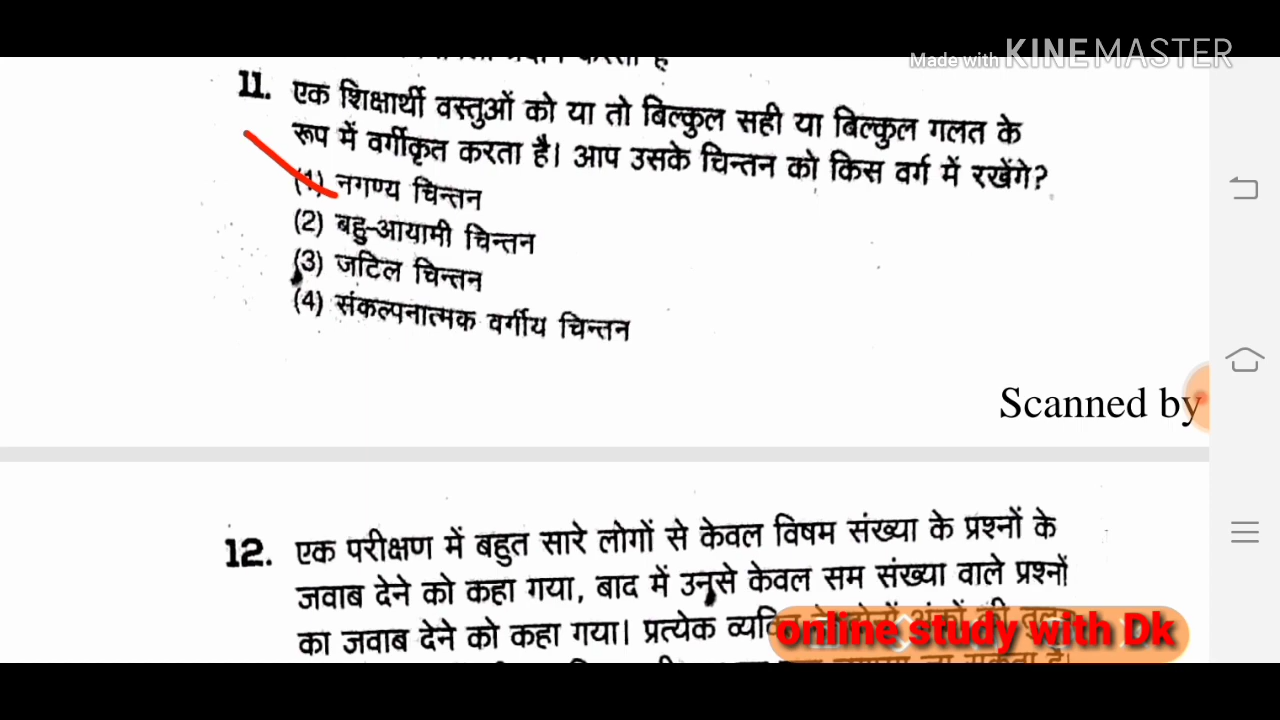 Made with KINEMASTER
करता है
11. एक शिक्षार्थी वस्तुओं को या तो बिल्कुल सही या बिल्कुल गलत के
रूप में वर्गीकृत करता है। आप उसके चिन्तन को किस वर्ग में रखेंगे?
(1) नगण्य चिन्तन
(2) बहु-आयामी चिन्तन
(3) जटिल चिन्तन
(4) संकल्पनात्मक वर्गीय चिन्तन
Scanned by
12. एक परीक्षण में बहुत सारे लोगों से केवल विषम संख्या के प्रश्नों के
जवाब देने को कहा गया, बाद में उनसे केवल सम संख्या वाले प्रश्नों
का जवाब देने को कहा गया। प्रत्येक
online study with Dk